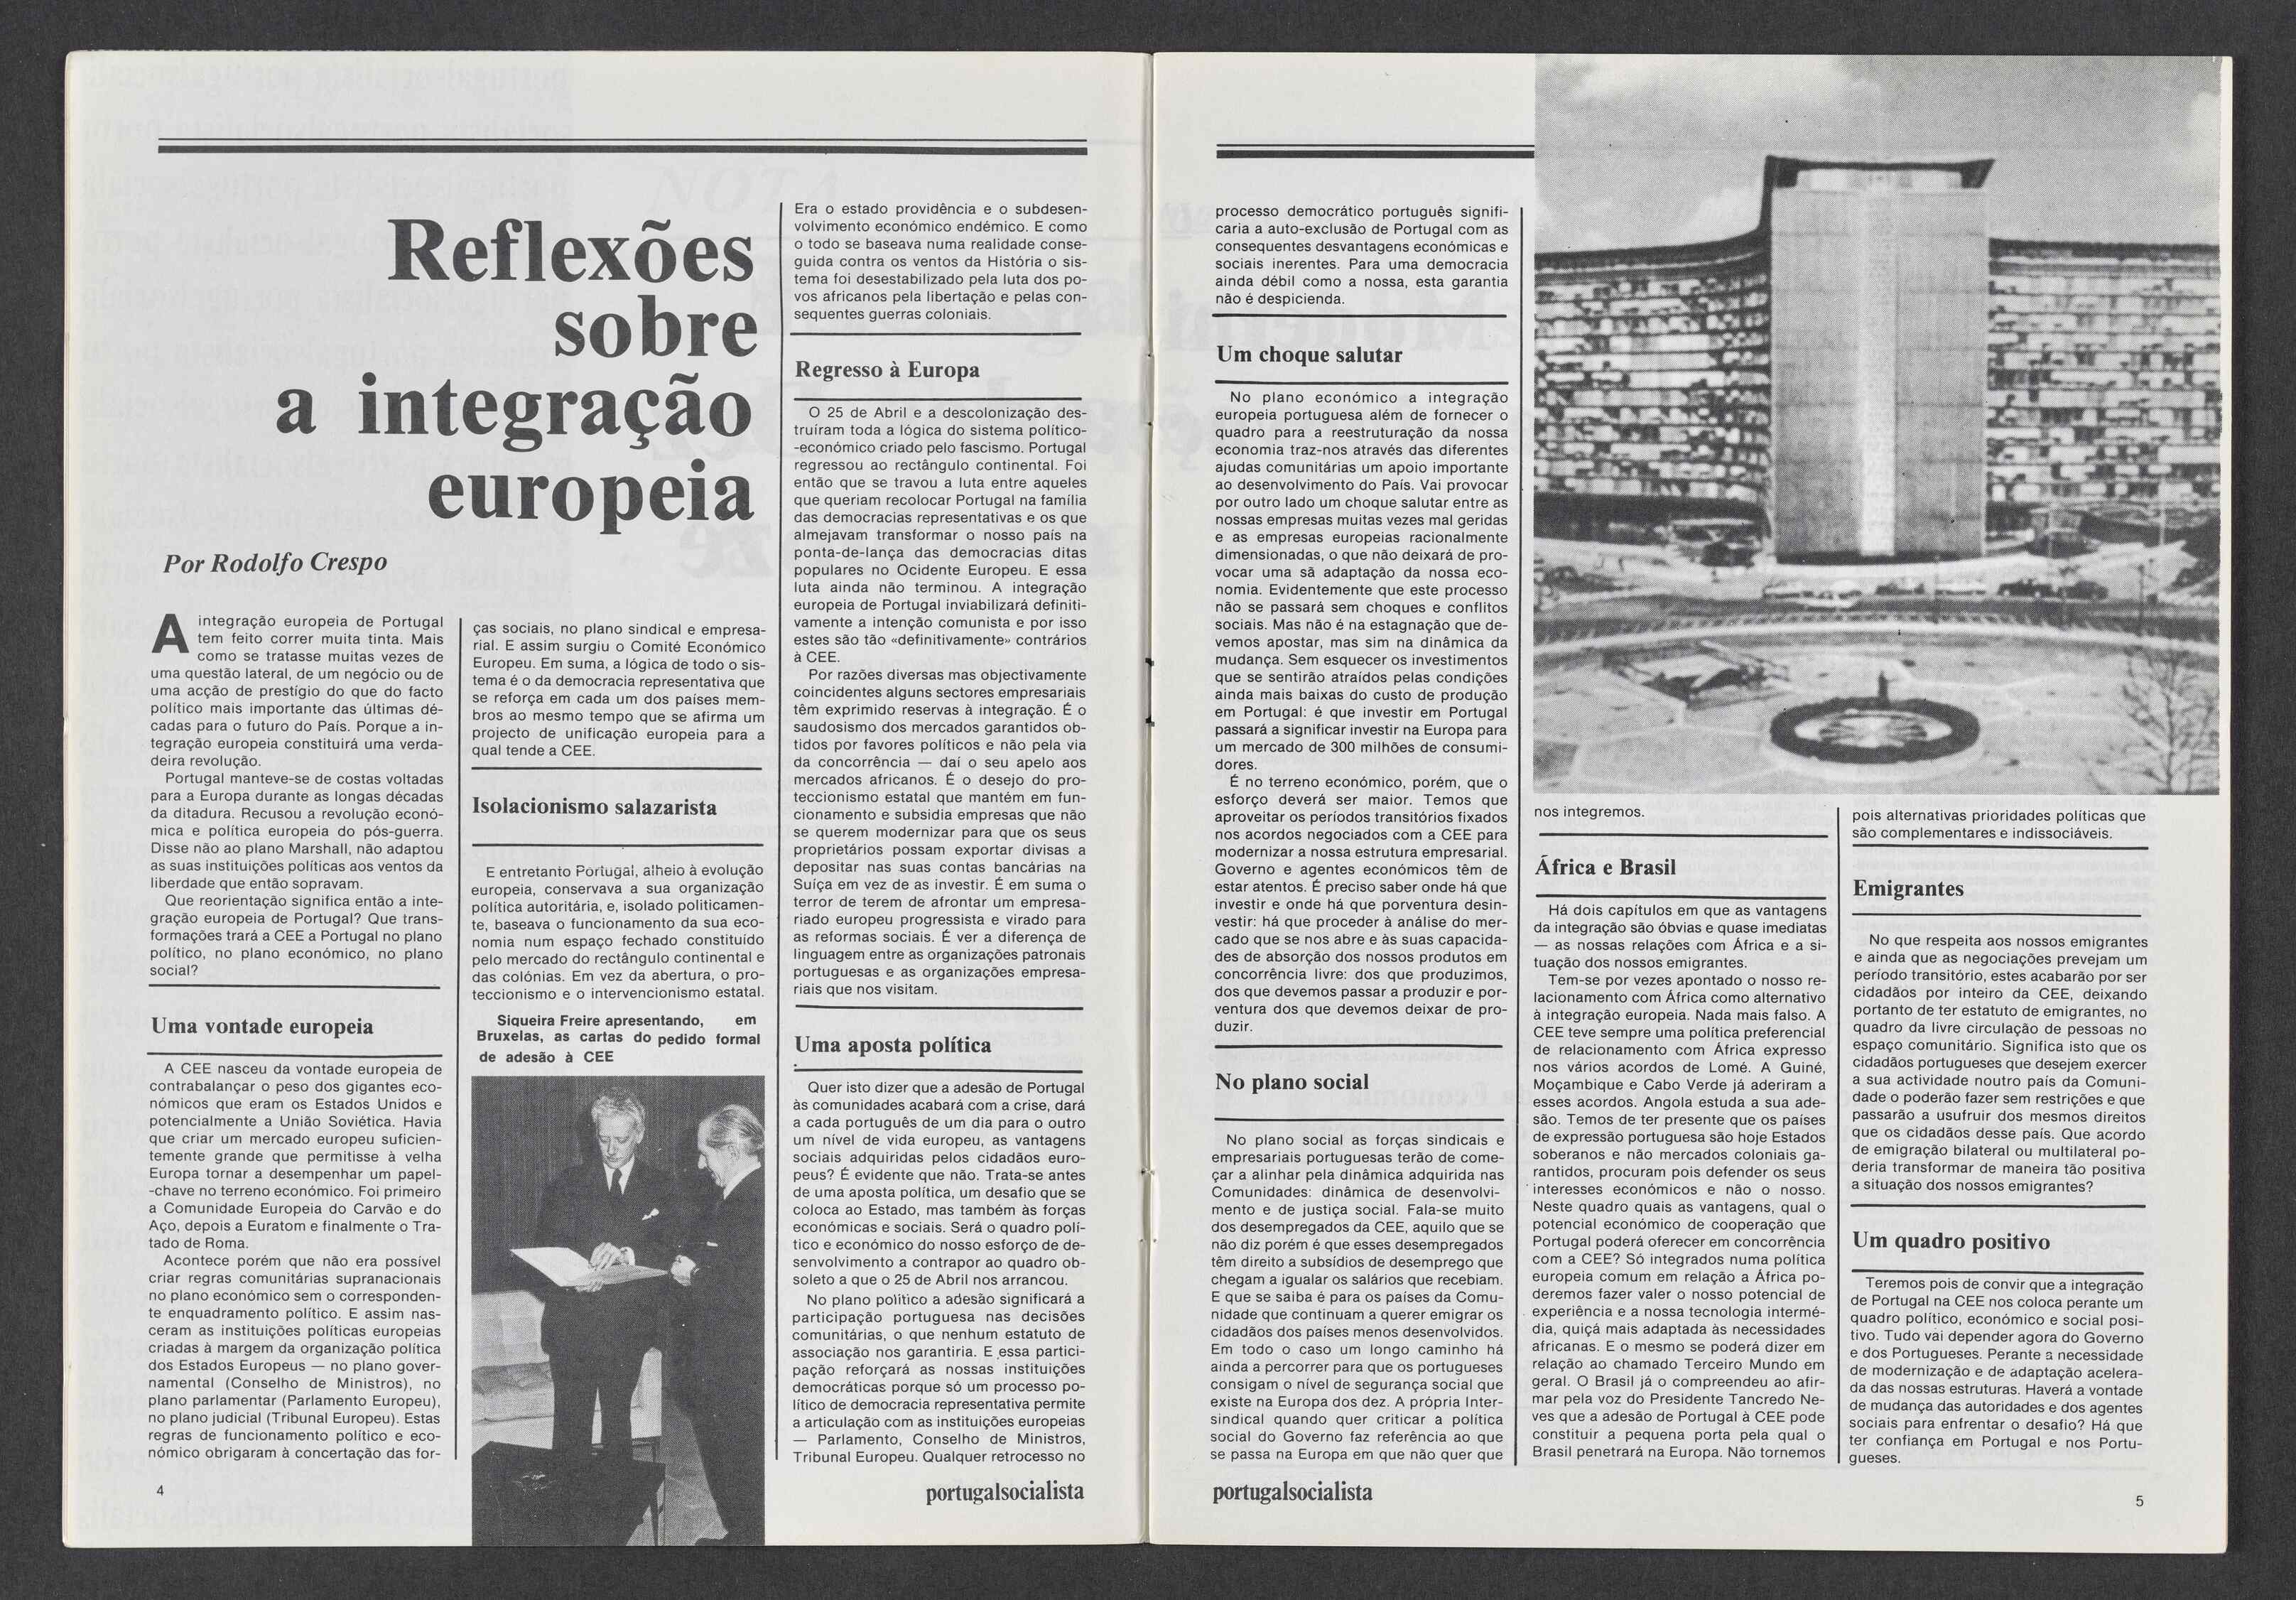 Reflexões
sobre
a integração
europeia
Por Rodolfo Crespo
A integração europeia de Portugal
tem feito correr muita tinta. Mais
como se tratasse muitas vezes de
uma questão lateral, de um negócio ou de
uma acção de prestígio do que do facto
político mais importante das últimas dé-
cadas para o futuro do País. Porque a in-
tegração europeia constituirá uma verda-
deira revolução.
Portugal manteve-se de costas voltadas
para a Europa durante as longas décadas
da ditadura. Recusou a revolução econó-
mica e política europeia do pós-guerra.
Disse não ao plano Marshall, não adaptou
as suas instituições políticas aos ventos da
liberdade que então sopravam.
Que reorientação significa então a inte-
gração europeia de Portugal? Que trans-
formações trará a CEE a Portugal no plano
político, no plano económico, no plano
social?
Uma vontade europeia
A CEE nasceu da vontade europeia de
contrabalançar o peso dos gigantes eco-
nómicos que eram os Estados Unidos e
potencialmente a União Soviética. Havia
que criar um mercado europeu suficien-
temente grande que permitisse à velha
Europa tornar a desempenhar um papel-
-chave no terreno económico. Foi primeiro
a Comunidade Europeia do Carvão e do
Aço, depois a Euratom e finalmente o Tra-
tado de Roma.
Acontece porém que não era possível
criar regras comunitárias supranacionais
no plano económico sem o corresponden-
te enquadramento político. E assim nas-
ceram as instituições políticas europeias
criadas à margem da organização política
dos Estados Europeus — no plano gover-
namental (Conselho de Ministros), no
plano parlamentar (Parlamento Europeu),
no plano judicial (Tribunal Europeu). Estas
regras de funcionamento político e eco-
nómico obrigaram à concertação das for-
ças sociais, no plano sindical e empresa-
rial. E assim surgiu o Comité Económico
Europeu. Em suma, a lógica de todo o sis-
tema é o da democracia representativa que
se reforça em cada um dos países mem-
bros ao mesmo tempo que se afirma um
projecto de unificação europeia para a
qual tende a CEE.
Isolacionismo salazarista
E entretanto Portugal, alheio à evolução
europeia, conservava a sua organização
política autoritária, e, isolado politicamen-
te, baseava o funcionamento da sua eco-
nomia num espaço fechado constituído
pelo mercado do rectângulo continental e
das colónias. Em vez da abertura, o pro-
teccionismo e o intervencionismo estatal.
Siqueira Freire apresentando, em
Bruxelas, as cartas do pedido formal
de adesão à CEE
Era o estado providência e o subdesen-
volvimento económico endémico. E como
o todo se baseava numa realidade conse-
guida contra os ventos da História o sis-
tema foi desestabilizado pela luta dos po-
vos africanos pela libertação e pelas con-
sequentes guerras coloniais.
Regresso à Europa
O 25 de Abril e a descolonização des-
truíram toda a lógica do sistema político-
-económico criado pelo fascismo. Portugal
regressou ao rectângulo continental. Foi
então que se travou a luta entre aqueles
que queriam recolocar Portugal na família
das democracias representativas e os que
almejavam transformar o nosso país na
ponta-de-lança das democracias ditas
populares no Ocidente Europeu. E essa
luta ainda não terminou. A integração
europeia de Portugal inviabilizará definiti-
vamente a intenção comunista e por isso
estes são tão «definitivamente» contrários
à CEE.
Por razões diversas mas objectivamente
coincidentes alguns sectores empresariais
têm exprimido reservas à integração. É o
saudosismo dos mercados garantidos ob-
tidos por favores políticos e não pela via
da concorrência — daí o seu apelo aos
mercados africanos. É o desejo do pro-
teccionismo estatal que mantém em fun-
cionamento e subsidia empresas que não
se querem modernizar para que os seus
proprietários possam exportar divisas a
depositar nas suas contas bancárias na
Suíça em vez de as investir. É em suma o
terror de terem de afrontar um empresa-
riado europeu progressista e virado para
as reformas sociais. É ver a diferença de
linguagem entre as organizações patronais
portuguesas e as organizações empresa-
riais que nos visitam.
Uma aposta política
Quer isto dizer que a adesão de Portugal
às comunidades acabará com a crise, dará
a cada português de um dia para o outro
um nível de vida europeu, as vantagens
sociais adquiridas pelos cidadãos euro-
peus? É evidente que não. Trata-se antes
de uma aposta política, um desafio que se
coloca ao Estado, mas também às forças
económicas e sociais. Será o quadro polí-
tico e económico do nosso esforço de de-
senvolvimento a contrapor ao quadro ob-
soleto a que o 25 de Abril nos arrancou.
No plano político a adesão significará a
participação portuguesa nas decisões
comunitárias, o que nenhum estatuto de
associação nos garantiria. E essa partici-
pação reforçará as nossas instituições
democráticas porque só um processo po-
lítico de democracia representativa permite
a articulação com as instituições europeias
— Parlamento, Conselho de Ministros,
Tribunal Europeu. Qualquer retrocesso no
4
portugalsocialista
processo democrático português signifi-
caria a auto-exclusão de Portugal com as
consequentes desvantagens económicas e
sociais inerentes. Para uma democracia
ainda débil como a nossa, esta garantia
não é despicienda.
Um choque salutar
No plano económico a integração
europeia portuguesa além de fornecer o
quadro para a reestruturação da nossa
economia traz-nos através das diferentes
ajudas comunitárias um apoio importante
ao desenvolvimento do País. Vai provocar
por outro lado um choque salutar entre as
nossas empresas muitas vezes mal geridas
e as empresas europeias racionalmente
dimensionadas, o que não deixará de pro-
vocar uma sã adaptação da nossa eco-
nomia. Evidentemente que este processo
não se passará sem choques e conflitos
sociais. Mas não é na estagnação que de-
vemos apostar, mas sim na dinâmica da
mudança. Sem esquecer os investimentos
que se sentirão atraídos pelas condições
ainda mais baixas do custo de produção
em Portugal: é que investir em Portugal
passará a significar investir na Europa para
um mercado de 300 milhões de consumi-
dores.
É no terreno económico, porém, que o
esforço deverá ser maior. Temos que
aproveitar os períodos transitórios fixados
nos acordos negociados com a CEE para
modernizar a nossa estrutura empresarial.
Governo e agentes económicos têm de
estar atentos. É preciso saber onde há que
investir e onde há que porventura desin-
vestir: há que proceder à análise do mer-
cado que se nos abre e às suas capacida-
des de absorção dos nossos produtos em
concorrência livre: dos que produzimos,
dos que devemos passar a produzir e por-
ventura dos que devemos deixar de pro-
duzir.
No plano social
No plano social as forças sindicais e
empresariais portuguesas terão de come-
çar a alinhar pela dinâmica adquirida nas
Comunidades: dinâmica de desenvolvi-
mento e de justiça social. Fala-se muito
dos desempregados da CEE, aquilo que se
não diz porém é que esses desempregados
têm direito a subsídios de desemprego que
chegam a igualar os salários que recebiam.
E que se saiba é para os países da Comu-
nidade que continuam a querer emigrar os
cidadãos dos países menos desenvolvidos.
Em todo o caso um longo caminho há
ainda a percorrer para que os portugueses
consigam o nível de segurança social que
existe na Europa dos dez. A própria Inter-
sindical quando quer criticar a política
social do Governo faz referência ao que
se passa na Europa em que não quer que
nos integremos.
África e Brasil
Há dois capítulos em que as vantagens
da integração são óbvias e quase imediatas
— as nossas relações com África e a si-
tuação dos nossos emigrantes.
Tem-se por vezes apontado o nosso re-
lacionamento com África como alternativo
à integração europeia. Nada mais falso. A
CEE teve sempre uma política preferencial
de relacionamento com África expresso
nos vários acordos de Lomé. A Guiné,
Moçambique e Cabo Verde já aderiram a
esses acordos. Angola estuda a sua ade-
são. Temos de ter presente que os países
de expressão portuguesa são hoje Estados
soberanos e não mercados coloniais ga-
rantidos, procuram pois defender os seus
interesses económicos e não o nosso.
Neste quadro quais as vantagens, qual o
potencial económico de cooperação que
Portugal poderá oferecer em concorrência
com a CEE? Só integrados numa política
europeia comum em relação a África po-
deremos fazer valer o nosso potencial de
experiência e a nossa tecnologia intermé-
dia, quiçá mais adaptada às necessidades
africanas. E o mesmo se poderá dizer em
relação ao chamado Terceiro Mundo em
geral. O Brasil já o compreendeu ao afir-
mar pela voz do Presidente Tancredo Ne-
ves que a adesão de Portugal à CEE pode
constituir a pequena porta pela qual o
Brasil penetrará na Europa. Não tornemos
pois alternativas prioridades políticas que
são complementares e indissociáveis.
Emigrantes
No que respeita aos nossos emigrantes
e ainda que as negociações prevejam um
período transitório, estes acabarão por ser
cidadãos por inteiro da CEE, deixando
portanto de ter estatuto de emigrantes, no
quadro da livre circulação de pessoas no
espaço comunitário. Significa isto que os
cidadãos portugueses que desejem exercer
a sua actividade noutro país da Comuni-
dade o poderão fazer sem restrições e que
passarão a usufruir dos mesmos direitos
que os cidadãos desse país. Que acordo
de emigração bilateral ou multilateral po-
deria transformar de maneira tão positiva
a situação dos nossos emigrantes?
Um quadro positivo
Teremos pois de convir que a integração
de Portugal na CEE nos coloca perante um
quadro político, económico e social posi-
tivo. Tudo vai depender agora do Governo
e dos Portugueses. Perante a necessidade
de modernização e de adaptação acelera-
da das nossas estruturas. Haverá a vontade
de mudança das autoridades e dos agentes
sociais para enfrentar o desafio? Há que
ter confiança em Portugal e nos Portu-
gueses.
portugalsocialista
5